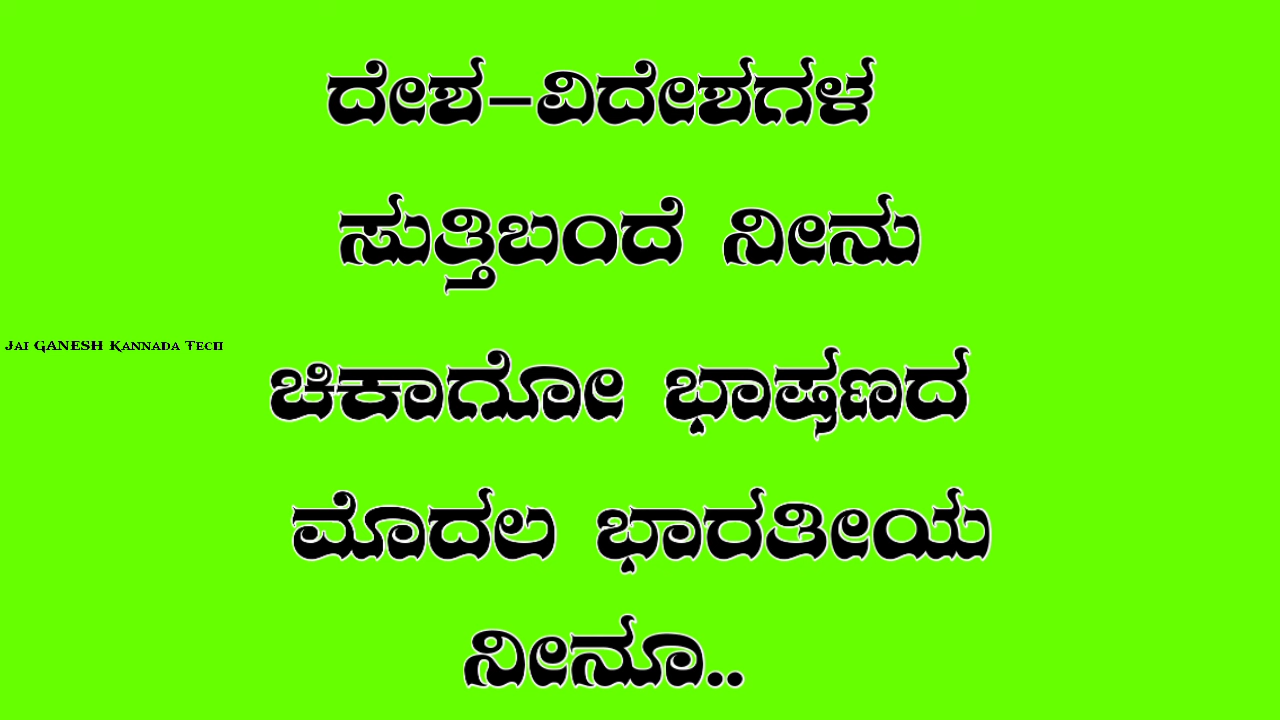 ದೇಶ-ವಿದೇಶಗಳ
ಸುತ್ತಿಬಂದೆ ನೀನು
Jai GANESH Kannada Tech
ಚಿಕಾಗೋ ಭಾಷಣದ
ಮೊದಲ ಭಾರತೀಯ
ನೀನೂ..